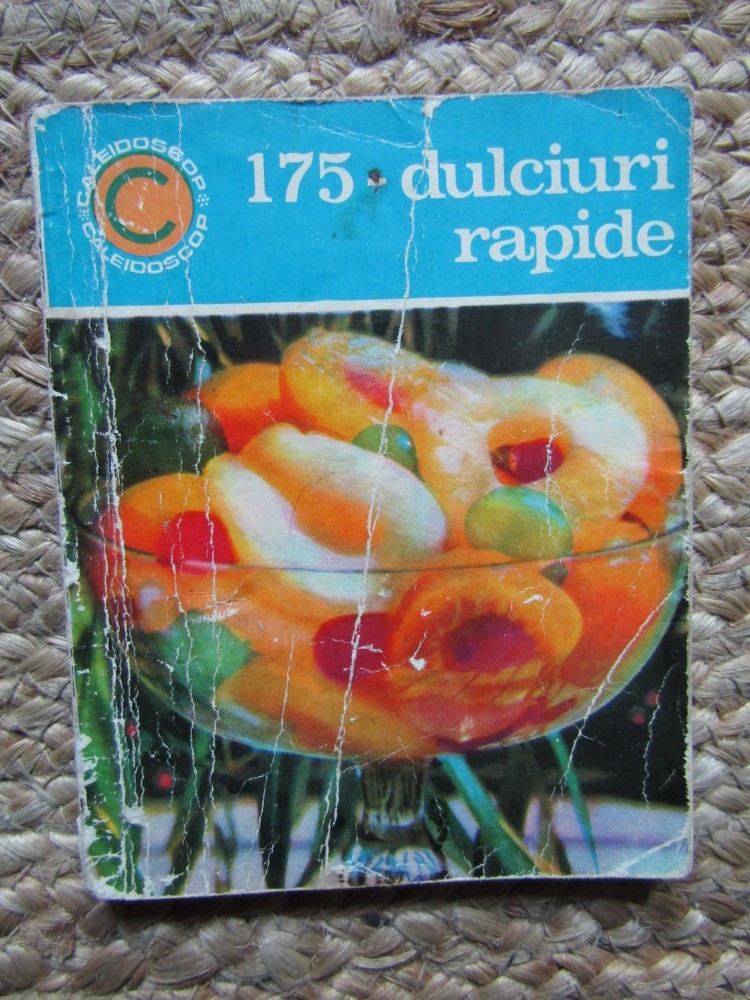 CALEIDOSCOP
C
CALEIDOSCOP
175 dulciuri
rapide